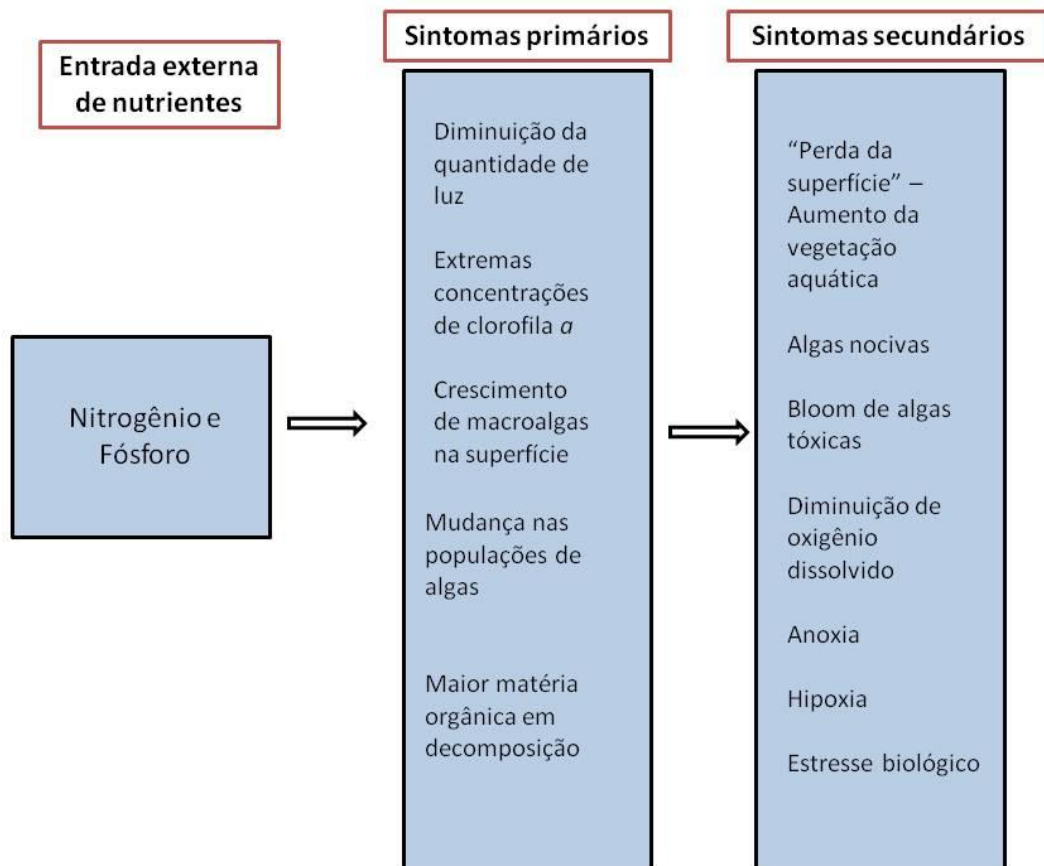 Entrada externa
de nutrientes
Nitrogênio e
Fósforo
Sintomas primários
Diminuição da
quantidade de
luz
Extremas
concentrações
de clorofila a
Crescimento
de macroalgas
na superfície
Mudança nas
populações de
algas
Maior matéria
orgânica em
decomposição
Sintomas secundários
“Perda da
superfície” –
Aumento da
vegetação
aquática
Algas nocivas
Bloom de algas
tóxicas
Diminuição de
oxigênio
dissolvido
Anoxia
Hipoxia
Estresse biológico